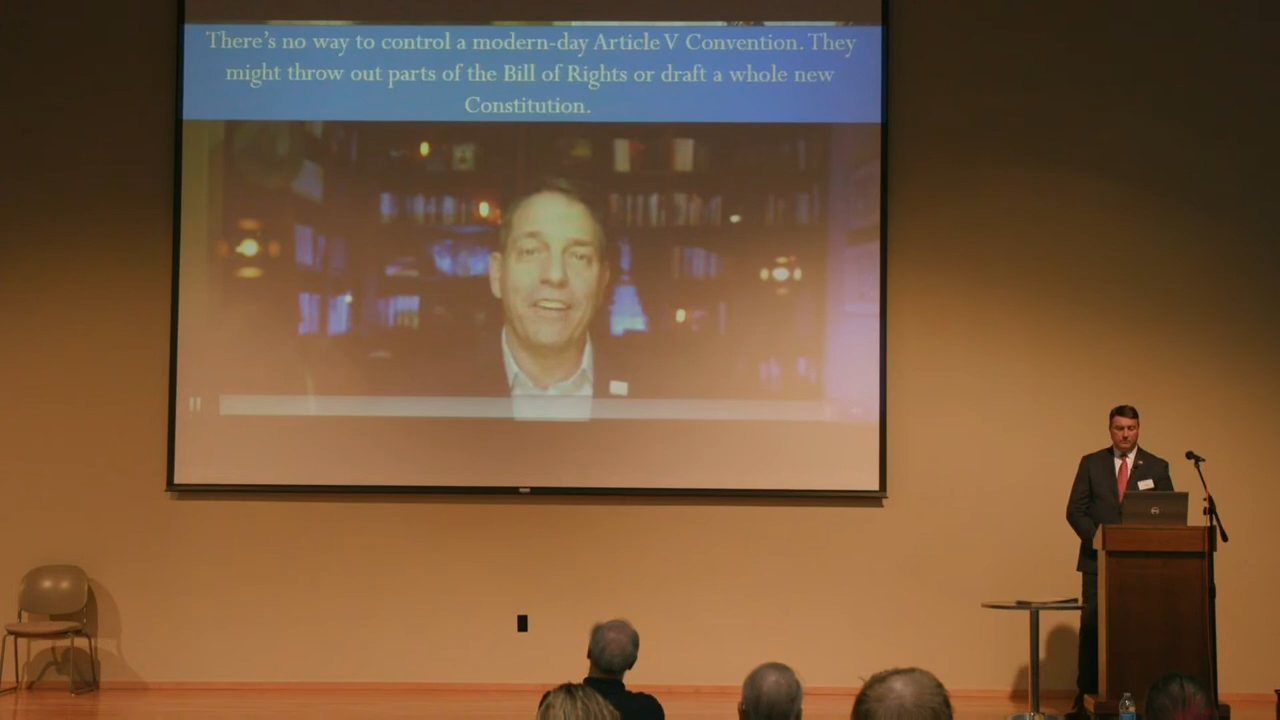 There's no way to control a modern-day Article V Convention. They
might throw out parts of the Bill of Rights or draft a whole new
Constitution.